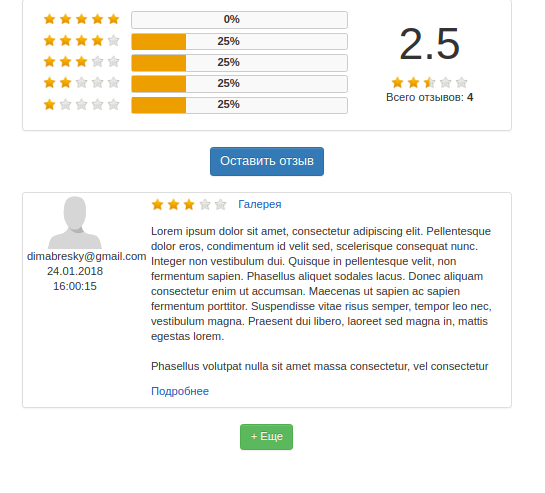 0%
25%
25%
25%
25%
2.5
Всего отзывов: 4
Оставить отзыв
dimabresky@gmail.com
24.01.2018
16:00:15
Галерея
Lorem ipsum dolor sit amet, consectetur adipiscing elit. Pellentesque
dolor eros, condimentum id velit sed, scelerisque consequat nunc.
Integer non vestibulum dui. Quisque in pellentesque velit, non
fermentum sapien. Phasellus aliquet sodales lacus. Donec aliquam
consectetur enim ut accumsan. Maecenas ut sapien ac sapien
fermentum porttitor. Suspendisse vitae risus semper, tempor leo nec,
vestibulum magna. Praesent dui libero, laoreet sed magna in, mattis
egestas lorem.
Phasellus volutpat nulla sit amet massa consectetur, vel consectetur
Подробнее
+ Еще